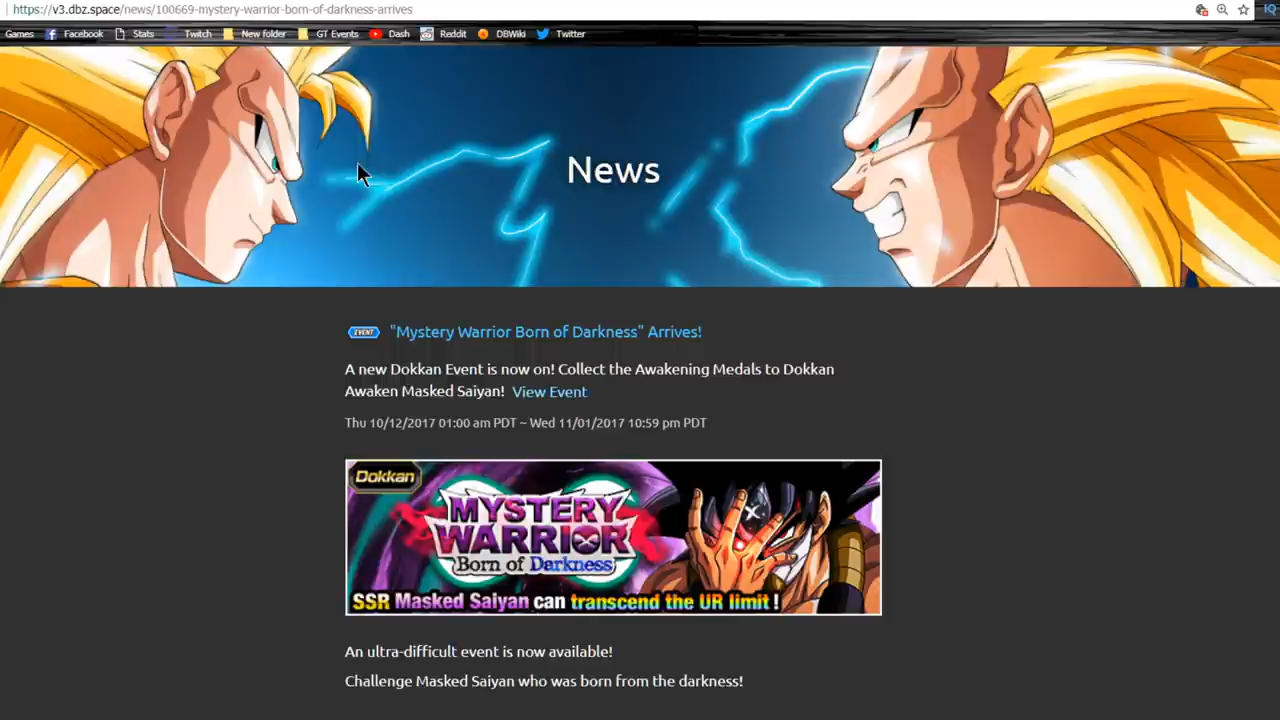 https://v3.dbz.space/news/100669-mystery-warrior-born-of-darkness-arrives
Games Facebook Stats Twitch New folder GT Events Dash Reddit DBWiki Twitter
News
EVENT "Mystery Warrior Born of Darkness" Arrives!
A new Dokkan Event is now on! Collect the Awakening Medals to Dokkan
Awaken Masked Saiyan! View Event
Thu 10/12/2017 01:00 am PDT ~ Wed 11/01/2017 10:59 pm PDT
Dokkan
MYSTERY
WARRIOR
Born of Darkness
SSR Masked Saiyan can transcend the UR limit!
An ultra-difficult event is now available!
Challenge Masked Saiyan who was born from the darkness!